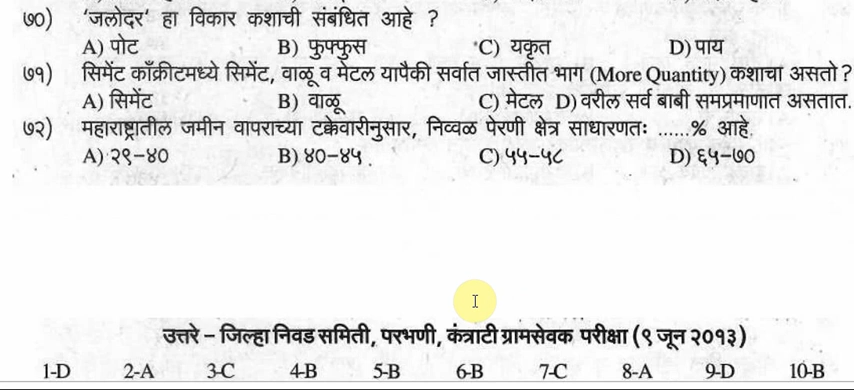 ७०) 'जलोदर' हा विकार कशाची संबंधित आहे ?
A) पोट B) फुफ्फुस C) यकृत D) पाय
७१) सिमेंट काँक्रीटमध्ये सिमेंट, वाळू व मेटल यापैकी सर्वात जास्तीत भाग (More Quantity) कशाचा असतो ?
A) सिमेंट B) वाळू C) मेटल D) वरील सर्व बाबी समप्रमाणात असतात.
७२) महाराष्ट्रातील जमीन वापराच्या टक्केवारीनुसार, निव्वळ पेरणी क्षेत्र साधारणतः ......% आहे.
A) २९-४० B) ४०-४५ C) ५५-५८ D) ६५-७०
उत्तरे - जिल्हा निवड समिती, परभणी, कंत्राटी ग्रामसेवक परीक्षा (९ जून २०१३)
1-D 2-A 3-C 4-B 5-B 6-B 7-C 8-A 9-D 10-B